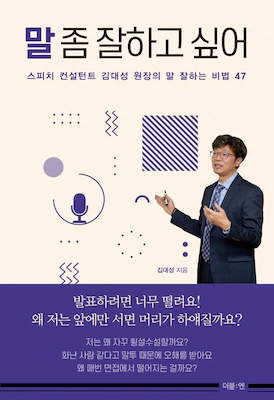 말 좀 잘하고 싶어
스피치 컨설턴트 김대성 원장의 말 잘하는 비법 47
김대성 지음
발표하려면 너무 떨려요!
왜 저는 앞에만 서면 머리가 하얘질까요?
저는 왜 자꾸 횡설수설할까요?
화난 사람 같다고 말투 때문에 오해를 받아요
왜 매번 면접에서 떨어지는 걸까요?
더블:엔